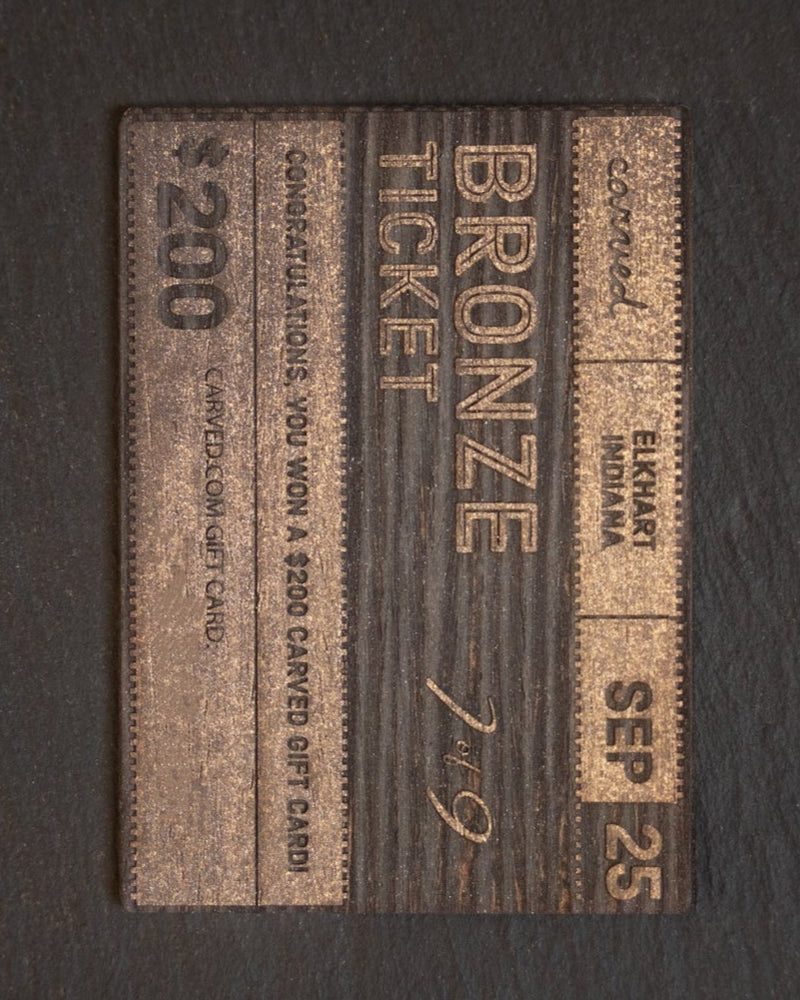 carved
ELKHART
INDIANA
SEP 25
BRONZE
TICKET
7 of 9
CONGRATULATIONS, YOU WON A $200 CARVED GIFT CARD!
$200
CARVED.COM GIFT CARD.